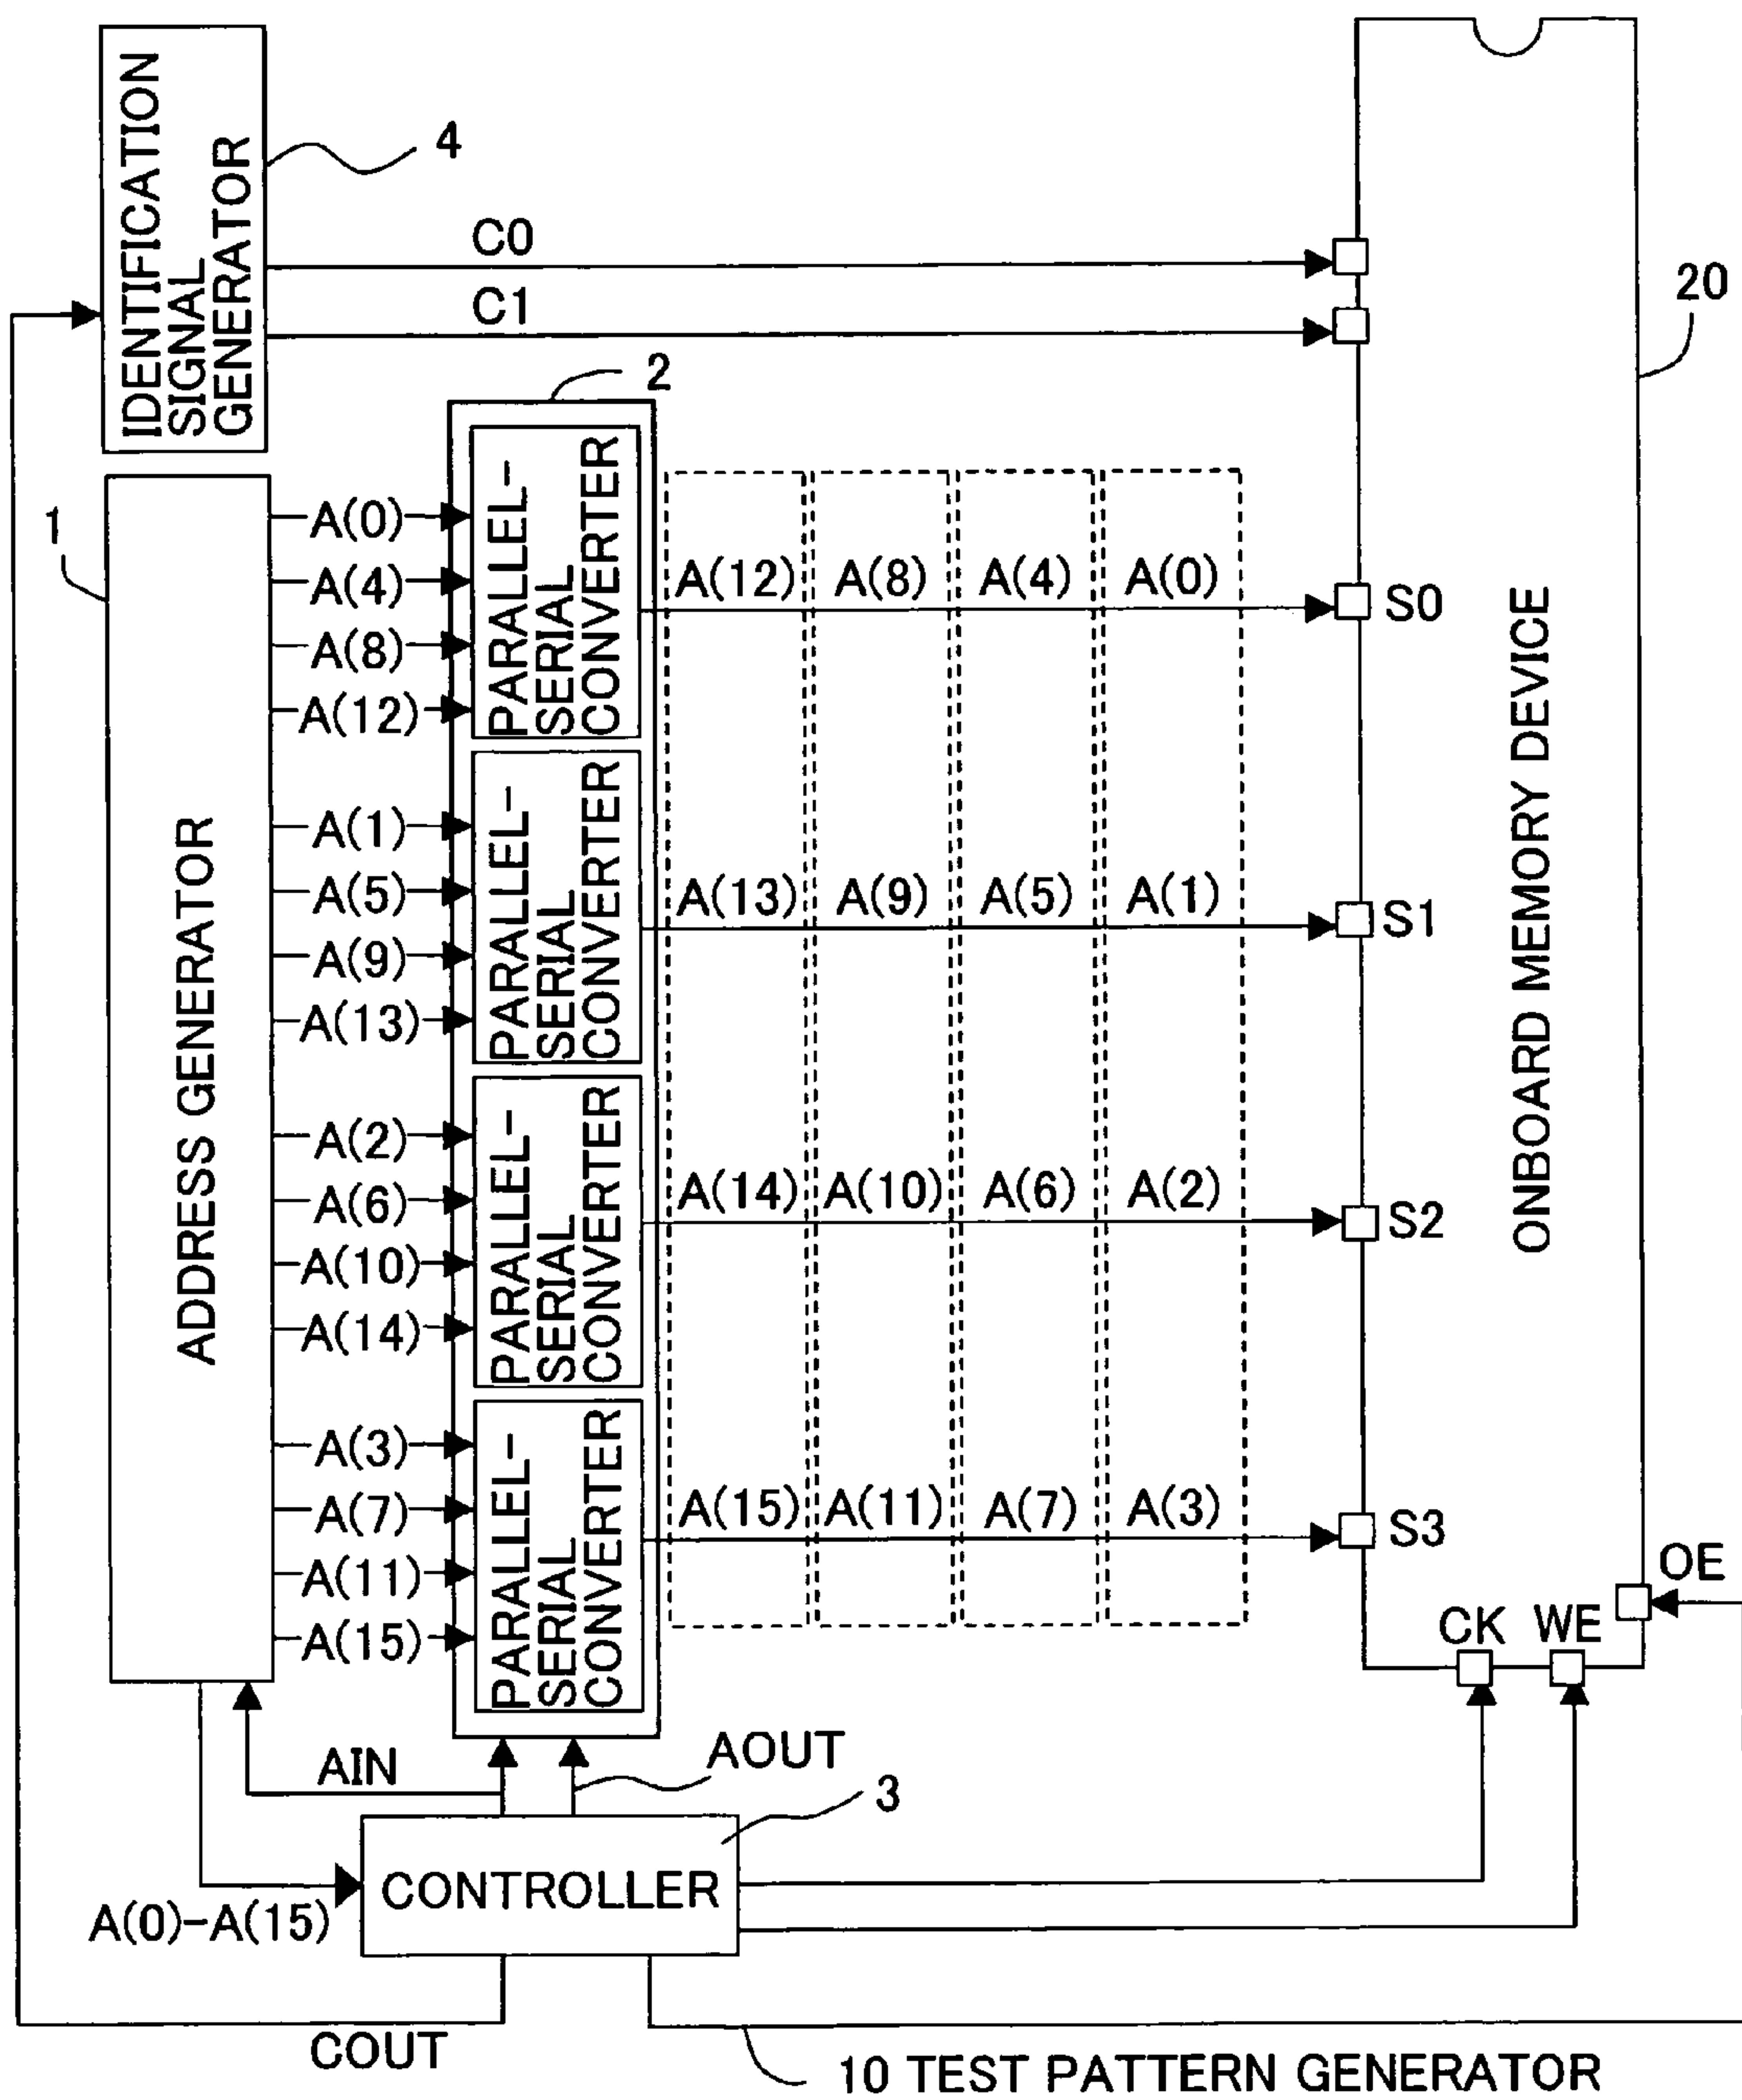 IDENTIFICATION
SIGNAL
GENERATOR
4
C0
C1
20
2
1
ADDRESS GENERATOR
A(0)
A(4)
A(8)
A(12)
A(1)
A(5)
A(9)
A(13)
A(2)
A(6)
A(10)
A(14)
A(3)
A(7)
A(11)
A(15)
PARALLEL-
SERIAL
CONVERTER
PARALLEL-
SERIAL
CONVERTER
PARALLEL-
SERIAL
CONVERTER
PARALLEL-
SERIAL
CONVERTER
A(12) A(8) A(4) A(0)
A(13) A(9) A(5) A(1)
A(14) A(10) A(6) A(2)
A(15) A(11) A(7) A(3)
S0
S1
S2
S3
ONBOARD MEMORY DEVICE
OE
CK WE
AIN
AOUT
3
CONTROLLER
A(0)-A(15)
COUT
10 TEST PATTERN GENERATOR